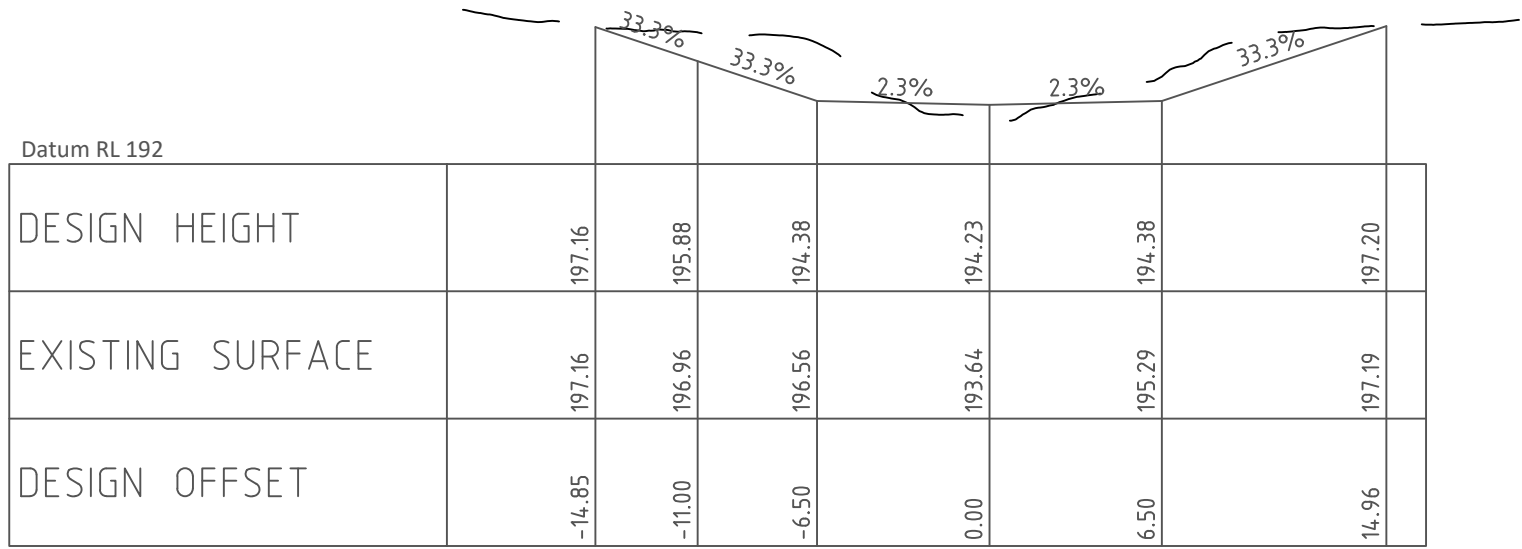 33.3% 33.3% 2.3% 2.3% 33.3%
Datum RL 192
DESIGN HEIGHT 197.16 195.88 194.38 194.23 194.38 197.20
EXISTING SURFACE 197.16 196.96 196.56 193.64 195.29 197.19
DESIGN OFFSET -14.85 -11.00 -6.50 0.00 6.50 14.96